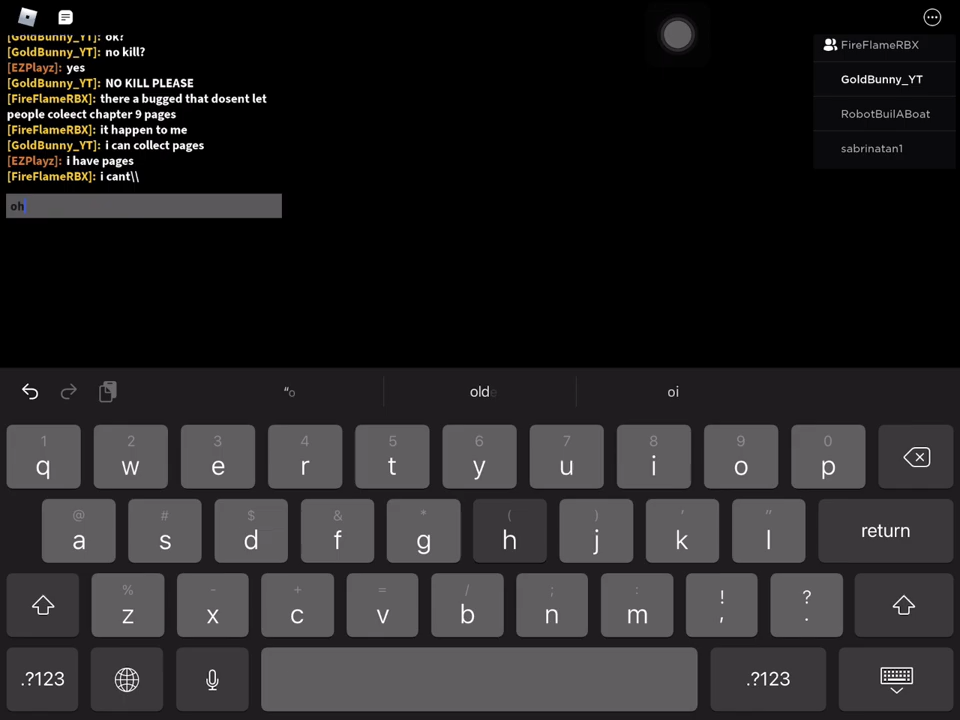 [GoldBunny_YT]: ok?
[GoldBunny_YT]: no kill?
[EZPlayz]: yes
[GoldBunny_YT]: NO KILL PLEASE
[FireFlameRBX]: there a bugged that dosent let
people coleect chapter 9 pages
[FireFlameRBX]: it happen to me
[GoldBunny_YT]: i can collect pages
[EZPlayz]: i have pages
[FireFlameRBX]: i cant\\
oh
FireFlameRBX
GoldBunny_YT
RobotBuilABoat
sabrinatan1
“o olde oi
1 2 3 4 5 6 7 8 9 0
q w e r t y u i o p
@ # $ & * ( ) ‘ “
a s d f g h j k l return
% - + = / ; : ! ?
z x c v b n m , .
.?123 .?123